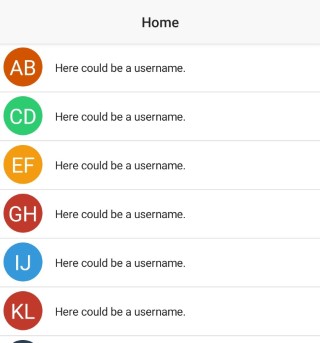 Home
AB
Here could be a username.
CD
Here could be a username.
EF
Here could be a username.
GH
Here could be a username.
IJ
Here could be a username.
KL
Here could be a username.